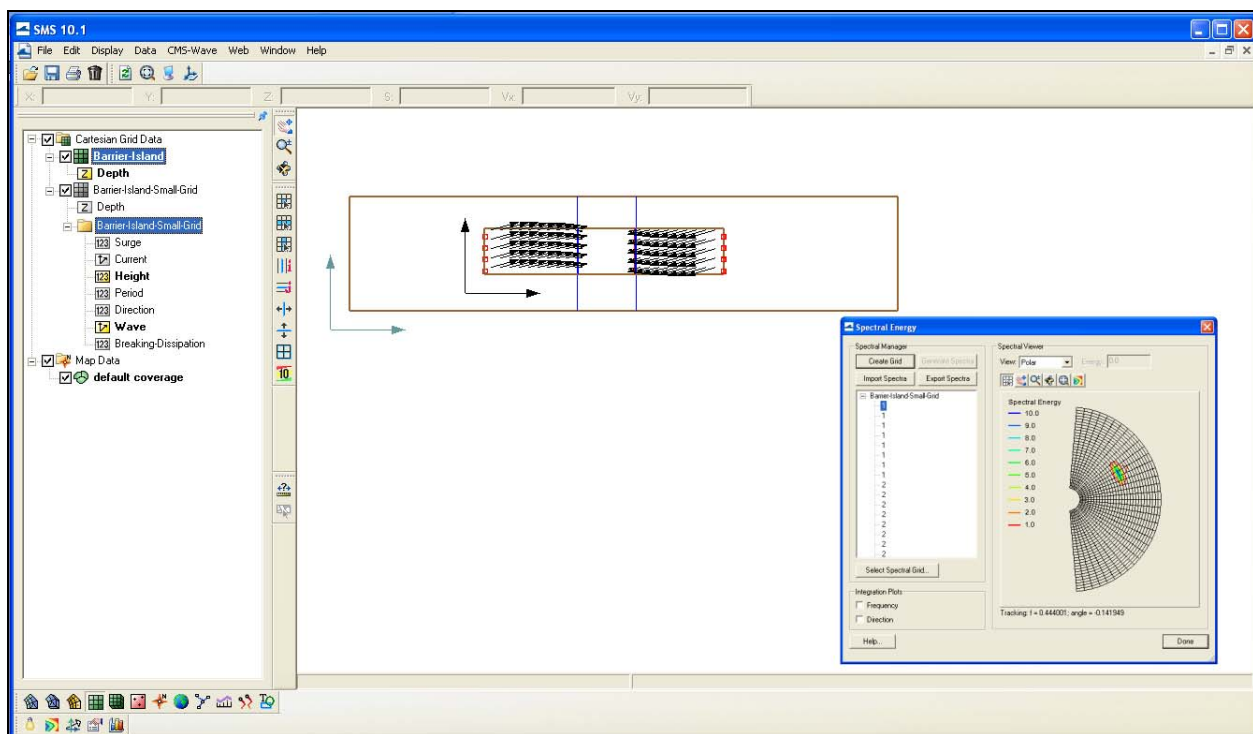 SMS 10.1
File Edit Display Data CMS-Wave Web Window Help
X: Y: Z: S: Vx: Vy:
Cartesian Grid Data
Barrier-Island
Depth
Barrier-Island-Small-Grid
Depth
Barrier-Island-Small-Grid
123 Surge
Current
123 Height
123 Period
123 Direction
Wave
123 Breaking-Dissipation
Map Data
default coverage
i
10
Spectral Energy
Spectral Manager
Create Grid Generate Spectra
Import Spectra Export Spectra
Barrier-Island-Small-Grid
1
1
1
1
1
1
1
1
2
2
2
2
2
2
2
2
Select Spectral Grid...
Integration Plots
Frequency
Direction
Help...
Spectral Viewer
View: Polar Energy: 0.0
Spectral Energy
10.0
9.0
8.0
7.0
6.0
5.0
4.0
3.0
2.0
1.0
Tracking: f = 0.444001; angle = -0.141949
Done